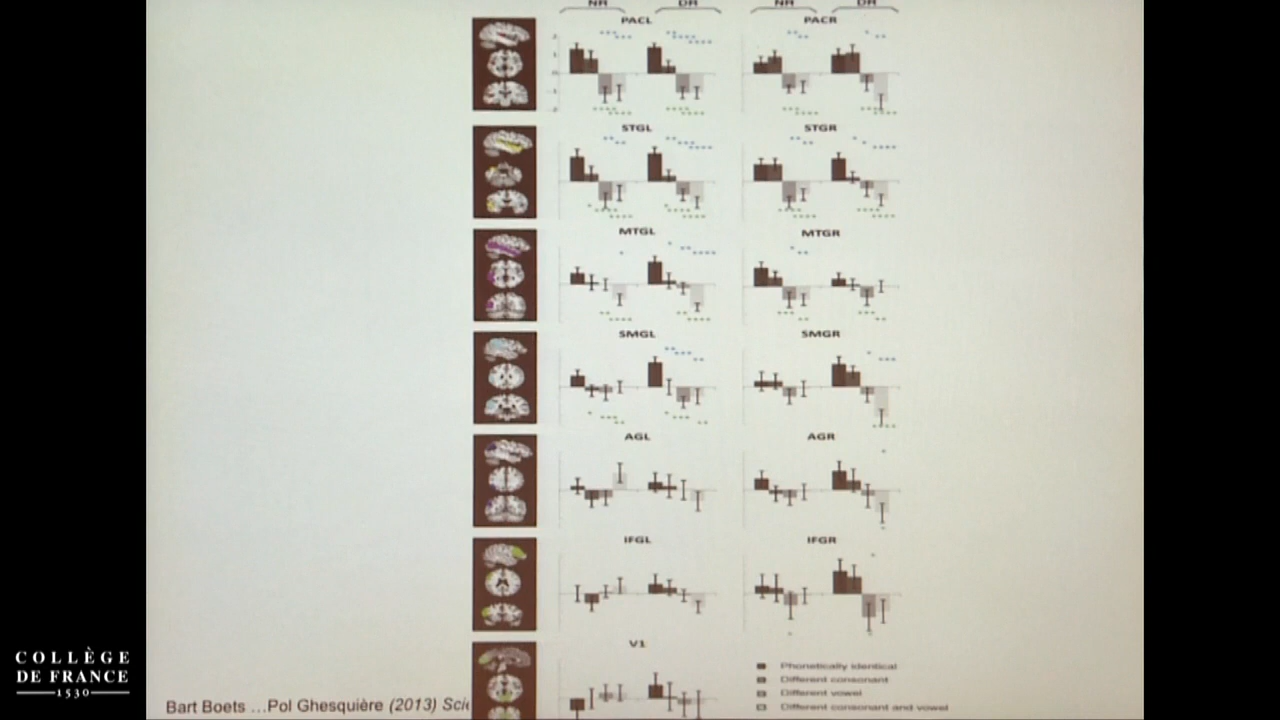 NR DR NR DR
PACL PACR
STGL STGR
MTGL MTGR
SMGL SMGR
AGL AGR
IFGL IFGR
V1
Phonetically identical
Different consonant
Different vowel
Different consonant and vowel
Bart Boets ...Pol Ghesquière (2013)
COLLÈGE
DE FRANCE
1530